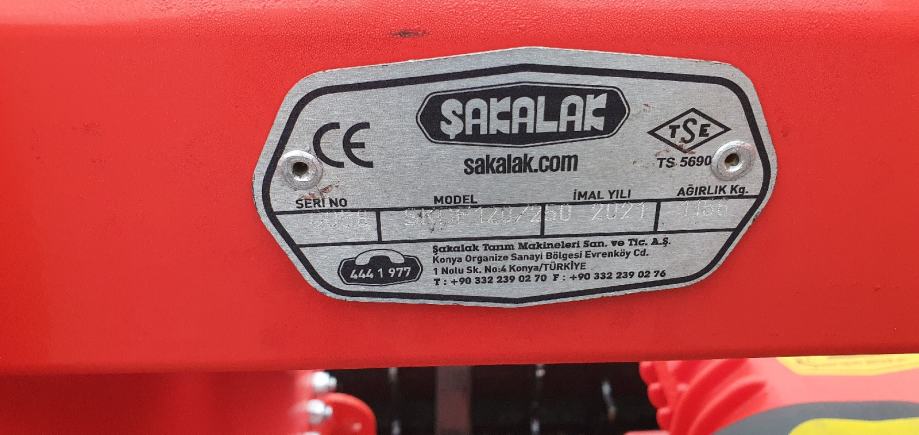 CE
ŞAKALAK
TSE
sakalak.com
TS 5690
SERİ NO MODEL İMAL YILI AĞIRLIK Kg.
120/250 2021
Şakalak Tarım Makineleri San. ve Tic. A.Ş.
Konya Organize Sanayi Bölgesi Evrenköy Cd.
1 Nolu Sk. No:4 Konya/TÜRKİYE
T : +90 332 239 02 70 F : +90 332 239 02 76
444 1 977